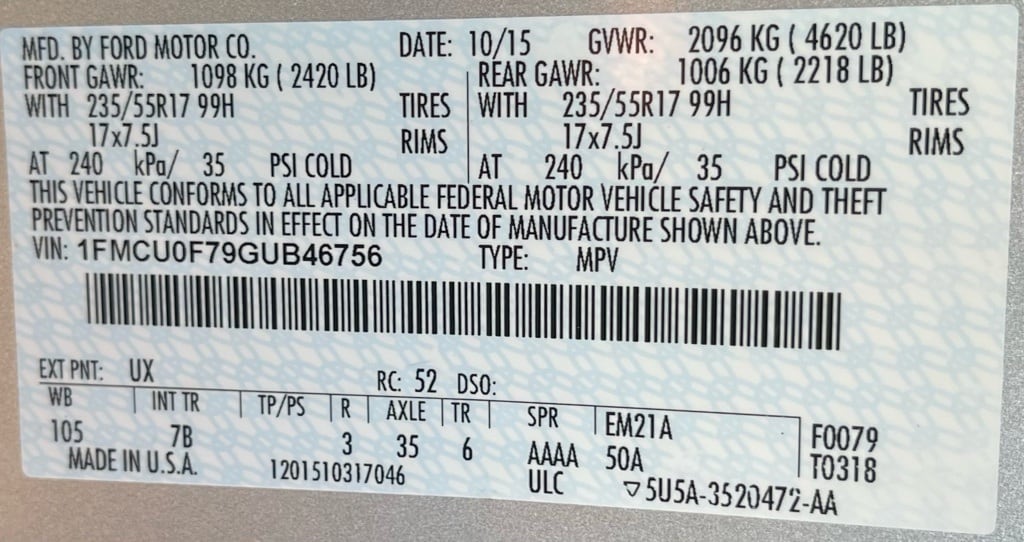 MFD. BY FORD MOTOR CO. DATE: 10/15 GVWR: 2096 KG ( 4620 LB)
FRONT GAWR: 1098 KG ( 2420 LB) REAR GAWR: 1006 KG ( 2218 LB)
WITH 235/55R17 99H TIRES WITH 235/55R17 99H TIRES
17x7.5J RIMS 17x7.5J RIMS
AT 240 kPa/ 35 PSI COLD AT 240 kPa/ 35 PSI COLD
THIS VEHICLE CONFORMS TO ALL APPLICABLE FEDERAL MOTOR VEHICLE SAFETY AND THEFT
PREVENTION STANDARDS IN EFFECT ON THE DATE OF MANUFACTURE SHOWN ABOVE.
VIN: 1FMCU0F79GUB46756 TYPE: MPV
EXT PNT: UX RC: 52 DSO:
WB INT TR TP/PS R AXLE TR SPR EM21A F0079
105 7B 3 35 6 AAAA 50A T0318
MADE IN U.S.A. 1201510317046 ULC ▽5U5A-3520472-AA